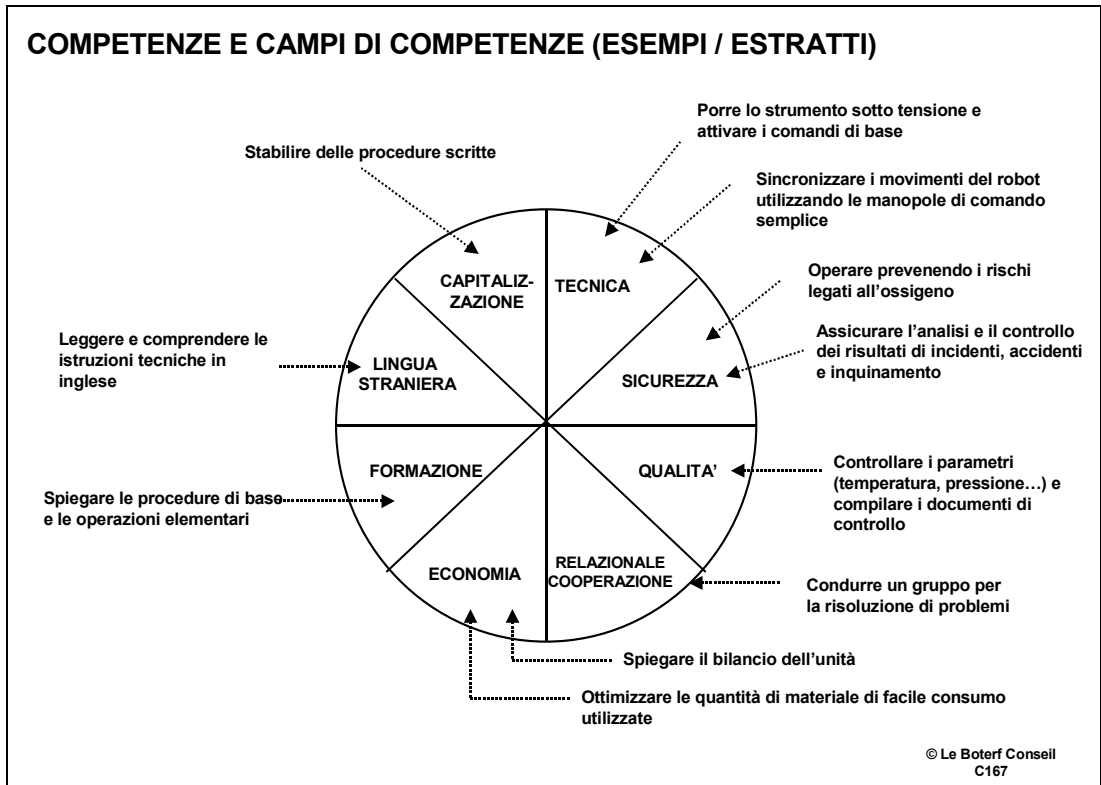 COMPETENZE E CAMPI DI COMPETENZE (ESEMPI / ESTRATTI)
Porre lo strumento sotto tensione e
attivare i comandi di base
Stabilire delle procedure scritte
Sincronizzare i movimenti del robot
utilizzando le manopole di comando
semplice
CAPITALIZ-
ZAZIONE
TECNICA
Operare prevenendo i rischi
legati all’ossigeno
Leggere e comprendere le
istruzioni tecniche in
inglese
LINGUA
STRANIERA
SICUREZZA
Assicurare l’analisi e il controllo
dei risultati di incidenti, accidenti
e inquinamento
FORMAZIONE
QUALITA’
Controllare i parametri
(temperatura, pressione…) e
compilare i documenti di
controllo
Spiegare le procedure di base
e le operazioni elementari
ECONOMIA
RELAZIONALE
COOPERAZIONE
Condurre un gruppo per
la risoluzione di problemi
Spiegare il bilancio dell’unità
Ottimizzare le quantità di materiale di facile consumo
utilizzate
© Le Boterf Conseil
C167